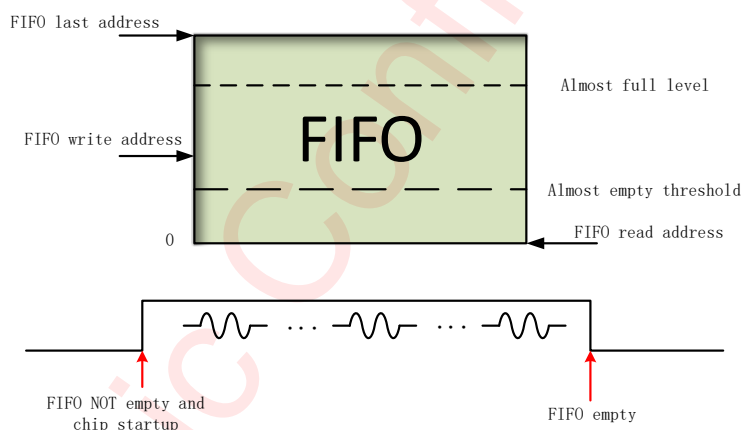 FIFO last address
Almost full level
FIFO
FIFO write address
Almost empty threshold
0
FIFO read address
... ...
FIFO NOT empty and
chip startup
FIFO empty